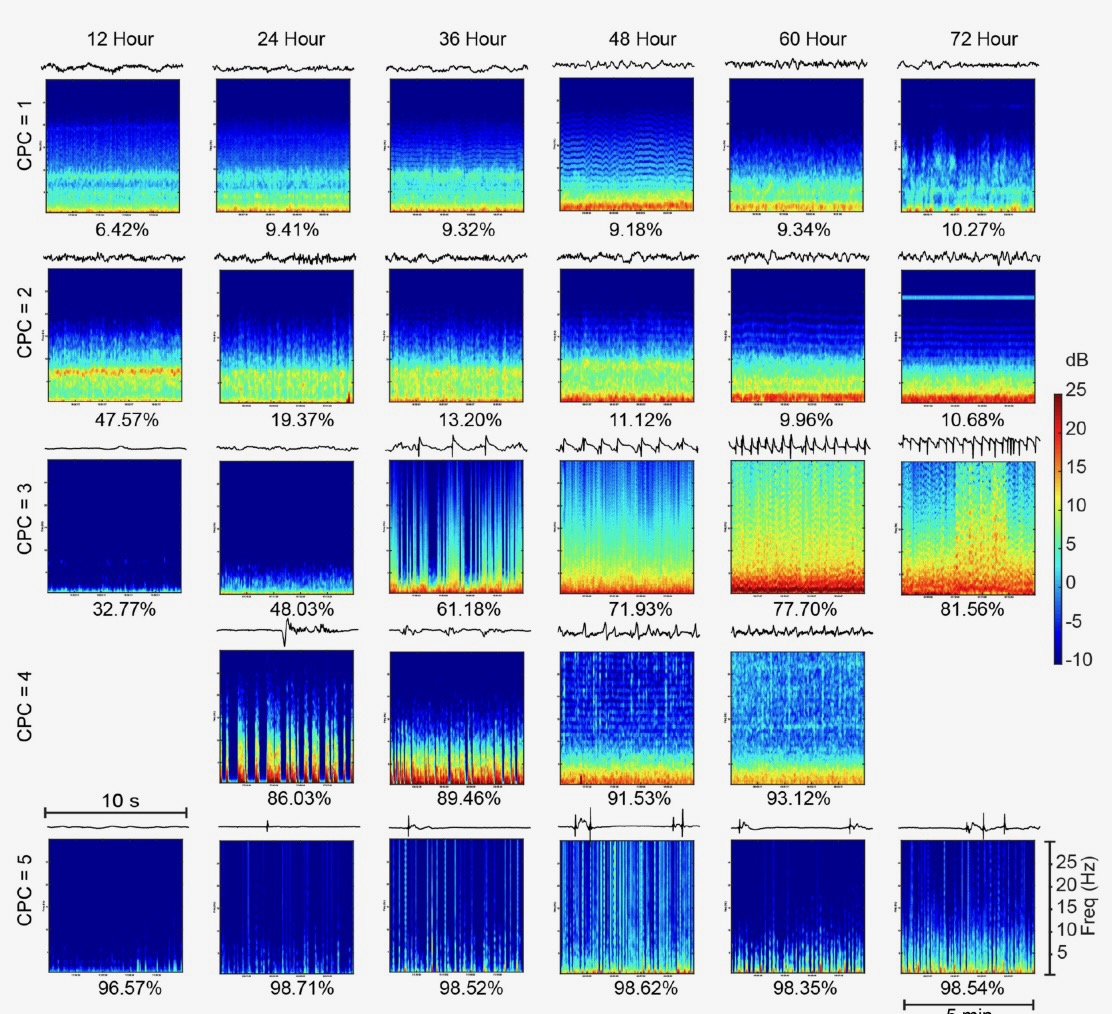 12 Hour 24 Hour 36 Hour 48 Hour 60 Hour 72 Hour
CPC = 1
6.42% 9.41% 9.32% 9.18% 9.34% 10.27%
CPC = 2
47.57% 19.37% 13.20% 11.12% 9.96% 10.68%
dB
25
20
15
10
5
0
-5
-10
CPC = 3
32.77% 48.03% 61.18% 71.93% 77.70% 81.56%
CPC = 4
86.03% 89.46% 91.53% 93.12%
10 s
CPC = 5
25
20
15
10
5
Freq (Hz)
96.57% 98.71% 98.52% 98.62% 98.35% 98.54%
5 min